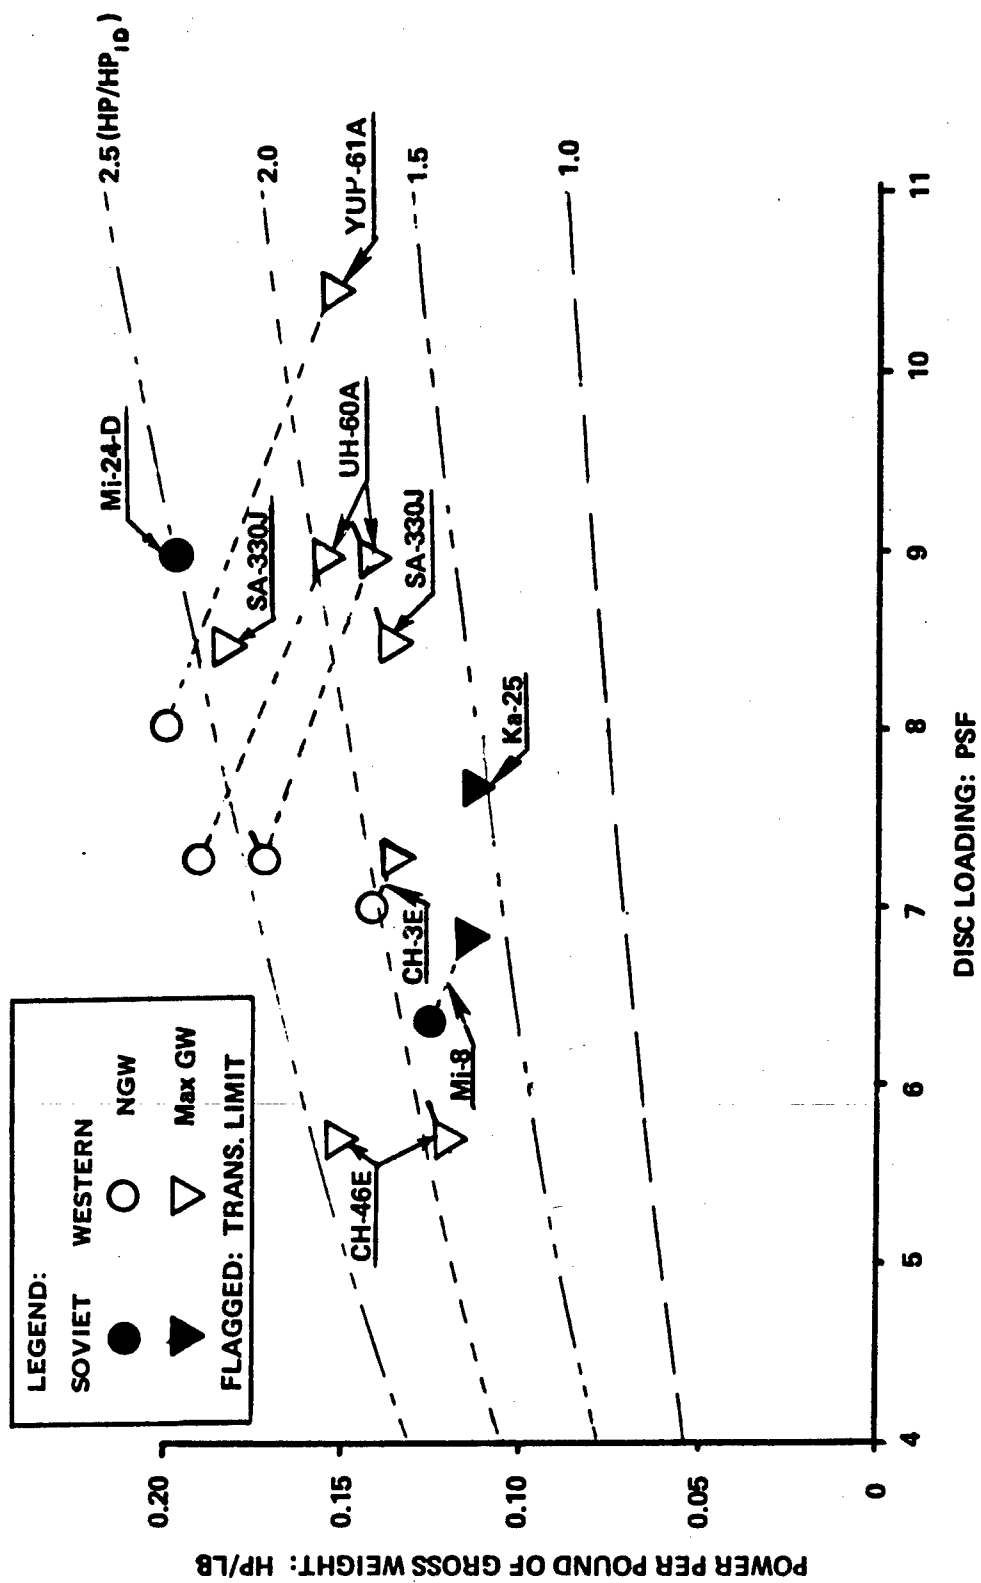 LEGEND:
SOVIET WESTERN
NGW
Max GW
FLAGGED: TRANS. LIMIT
2.5 (HP/HP_ID)
2.0
1.5
1.0
Mi-24-D
SA-330J
YUH-61A
UH-60A
SA-330J
Ka-25
CH-3E
Mi-8
CH-46E
POWER PER POUND OF GROSS WEIGHT: HP/LB
0.20
0.15
0.10
0.05
0
4 5 6 7 8 9 10 11
DISC LOADING: PSF